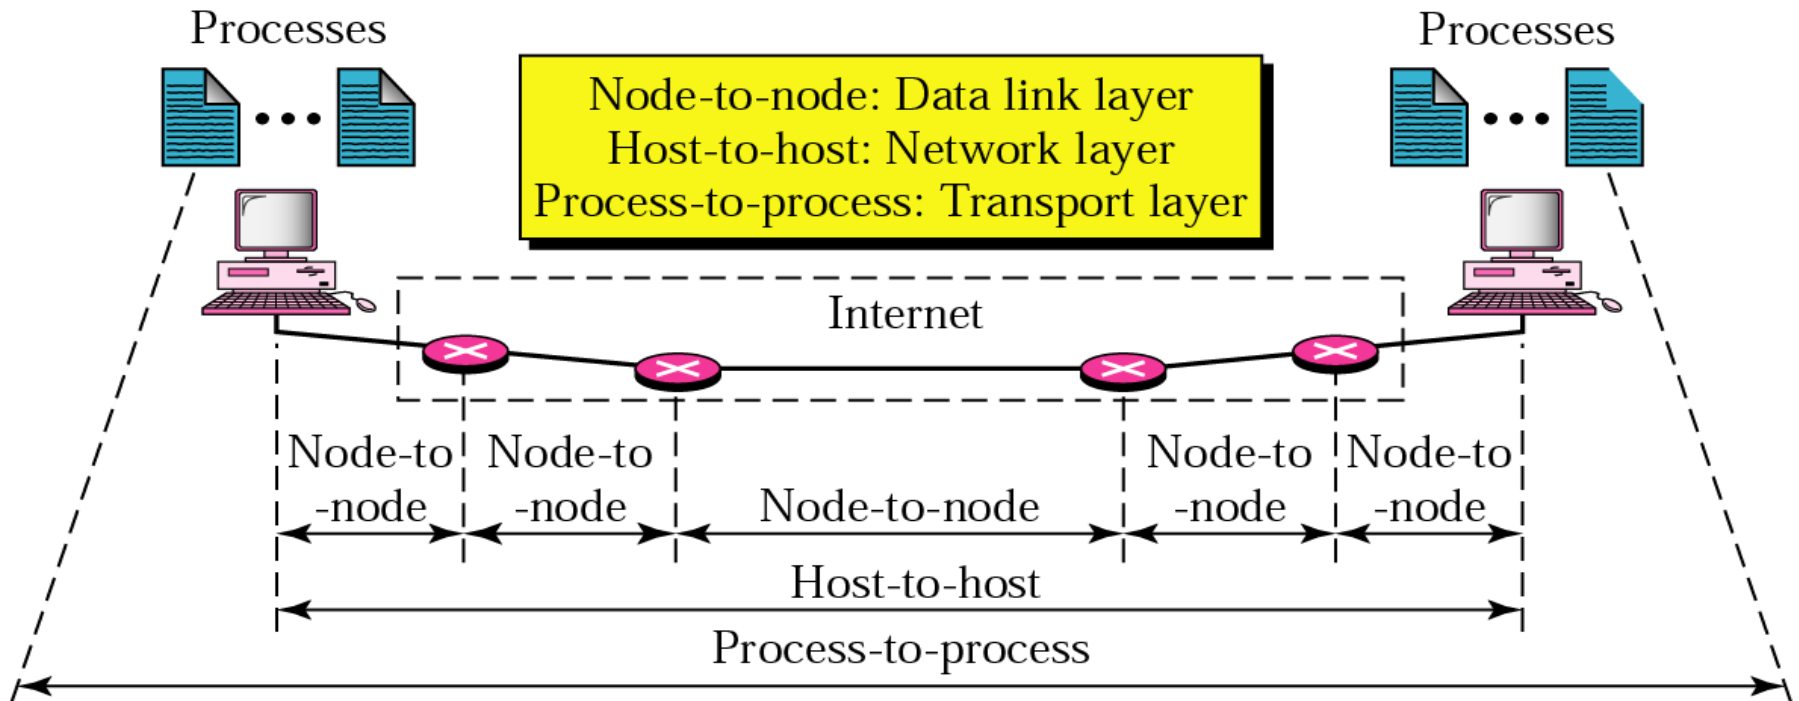 Processes
Processes
Node-to-node: Data link layer
Host-to-host: Network layer
Process-to-process: Transport layer
Internet
Node-to
-node
Node-to
-node
Node-to-node
Node-to
-node
Node-to
-node
Host-to-host
Process-to-process